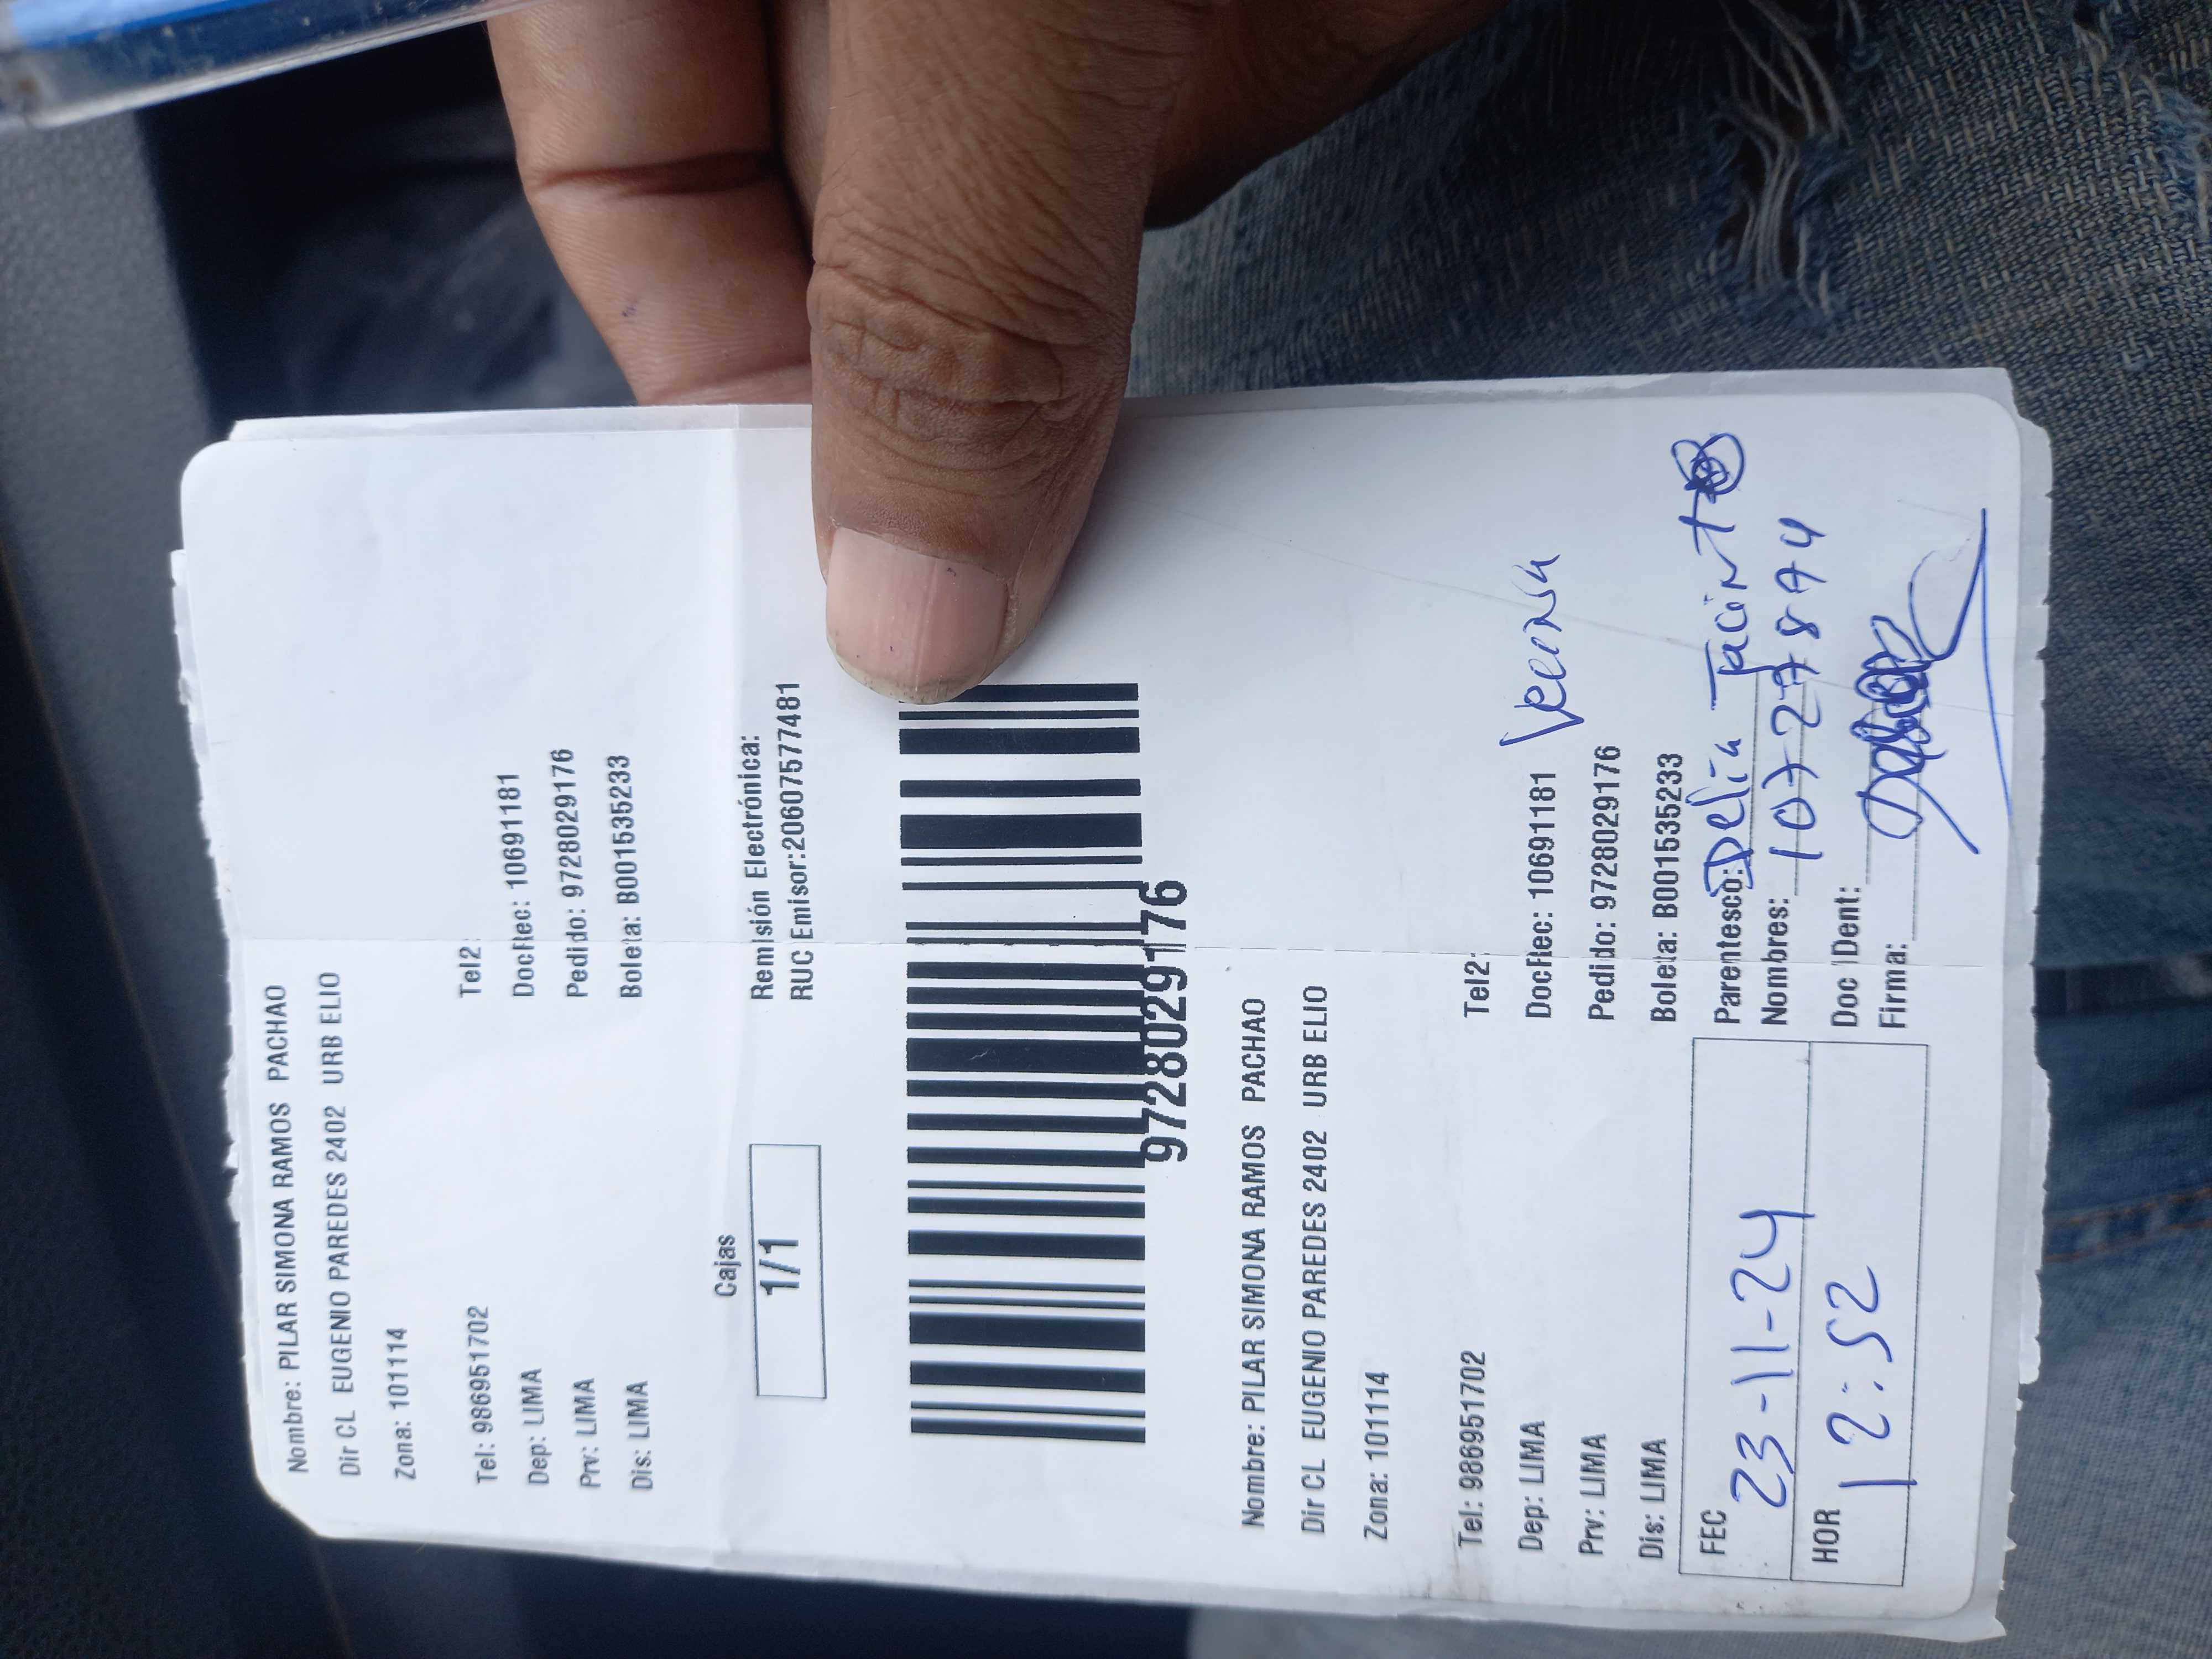 Nombre: PILAR SIMONA RAMOS PACHAO
Dir CL EUGENIO PAREDES 2402 URB ELIO
Zona: 101114
Tel: 986951702 Tel2:
Dep: LIMA DocRec: 10691181
Prv: LIMA Pedido: 9728029176
Dis: LIMA Boleta: B001535233
Cajas
1/1
Remisión Electrónica:
RUC Emisor:20607577481
9728029176
Nombre: PILAR SIMONA RAMOS PACHAO
Dir CL EUGENIO PAREDES 2402 URB ELIO
Zona: 101114
Tel: 986951702 Tel2:
Dep: LIMA DocRec: 10691181
Prv: LIMA Pedido: 9728029176
Dis: LIMA Boleta: B001535233
FEC 23-11-24
HOR 12:52
Parentesco:
Nombres: Delia Jacinto
Doc Dent:
Firma: